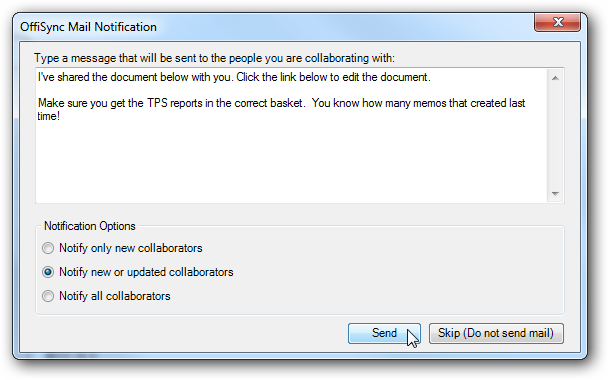 OffiSync Mail Notification
Type a message that will be sent to the people you are collaborating with:
I've shared the document below with you. Click the link below to edit the document.
Make sure you get the TPS reports in the correct basket.  You know how many memos that created last
time!
Notification Options
Notify only new collaborators
Notify new or updated collaborators
Notify all collaborators
Send
Skip (Do not send mail)